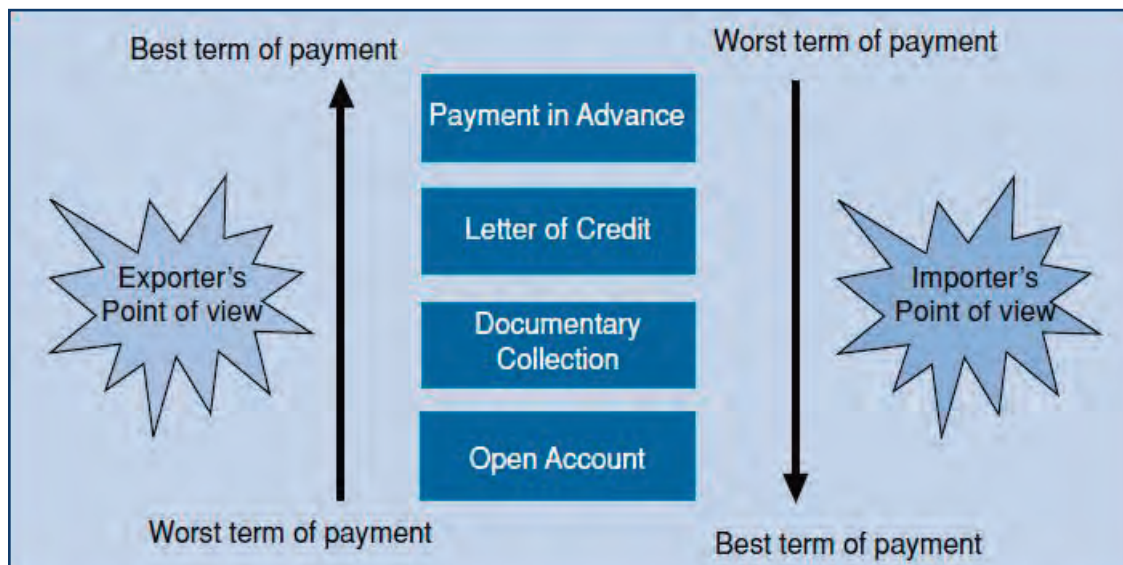 Best term of payment
Worst term of payment
Payment in Advance
Letter of Credit
Exporter's
Point of view
Importer's
Point of view
Documentary
Collection
Open Account
Worst term of payment
Best term of payment